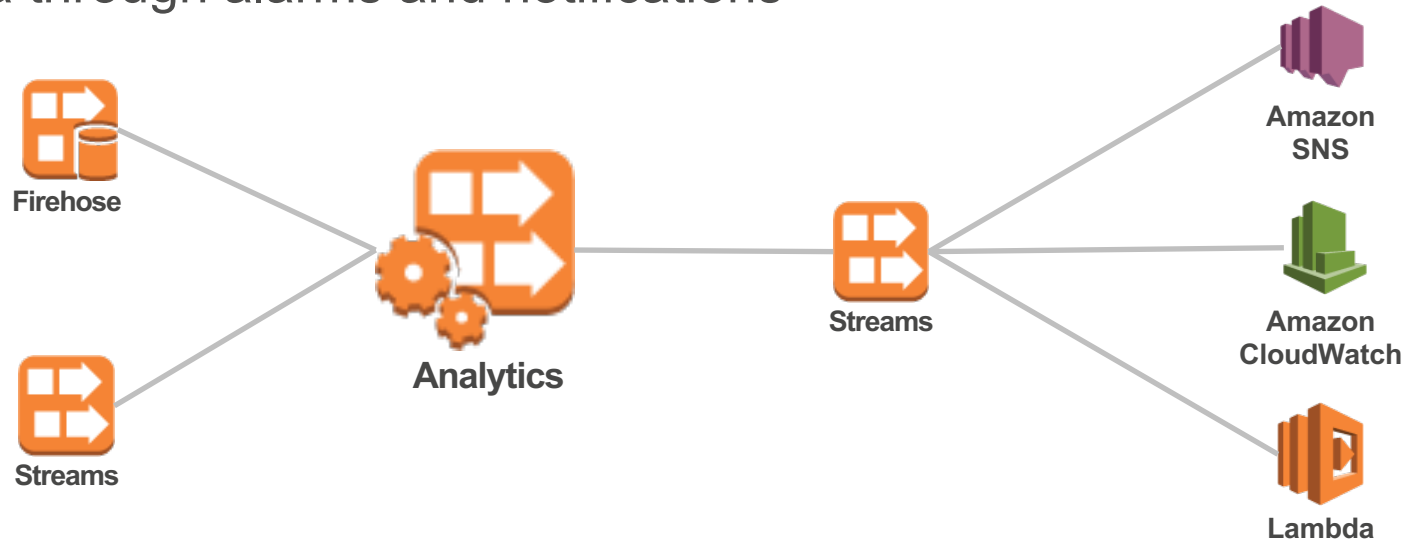 through alarms and notifications
Amazon
SNS
Firehose
Amazon
CloudWatch
Streams
Analytics
Streams
Lambda